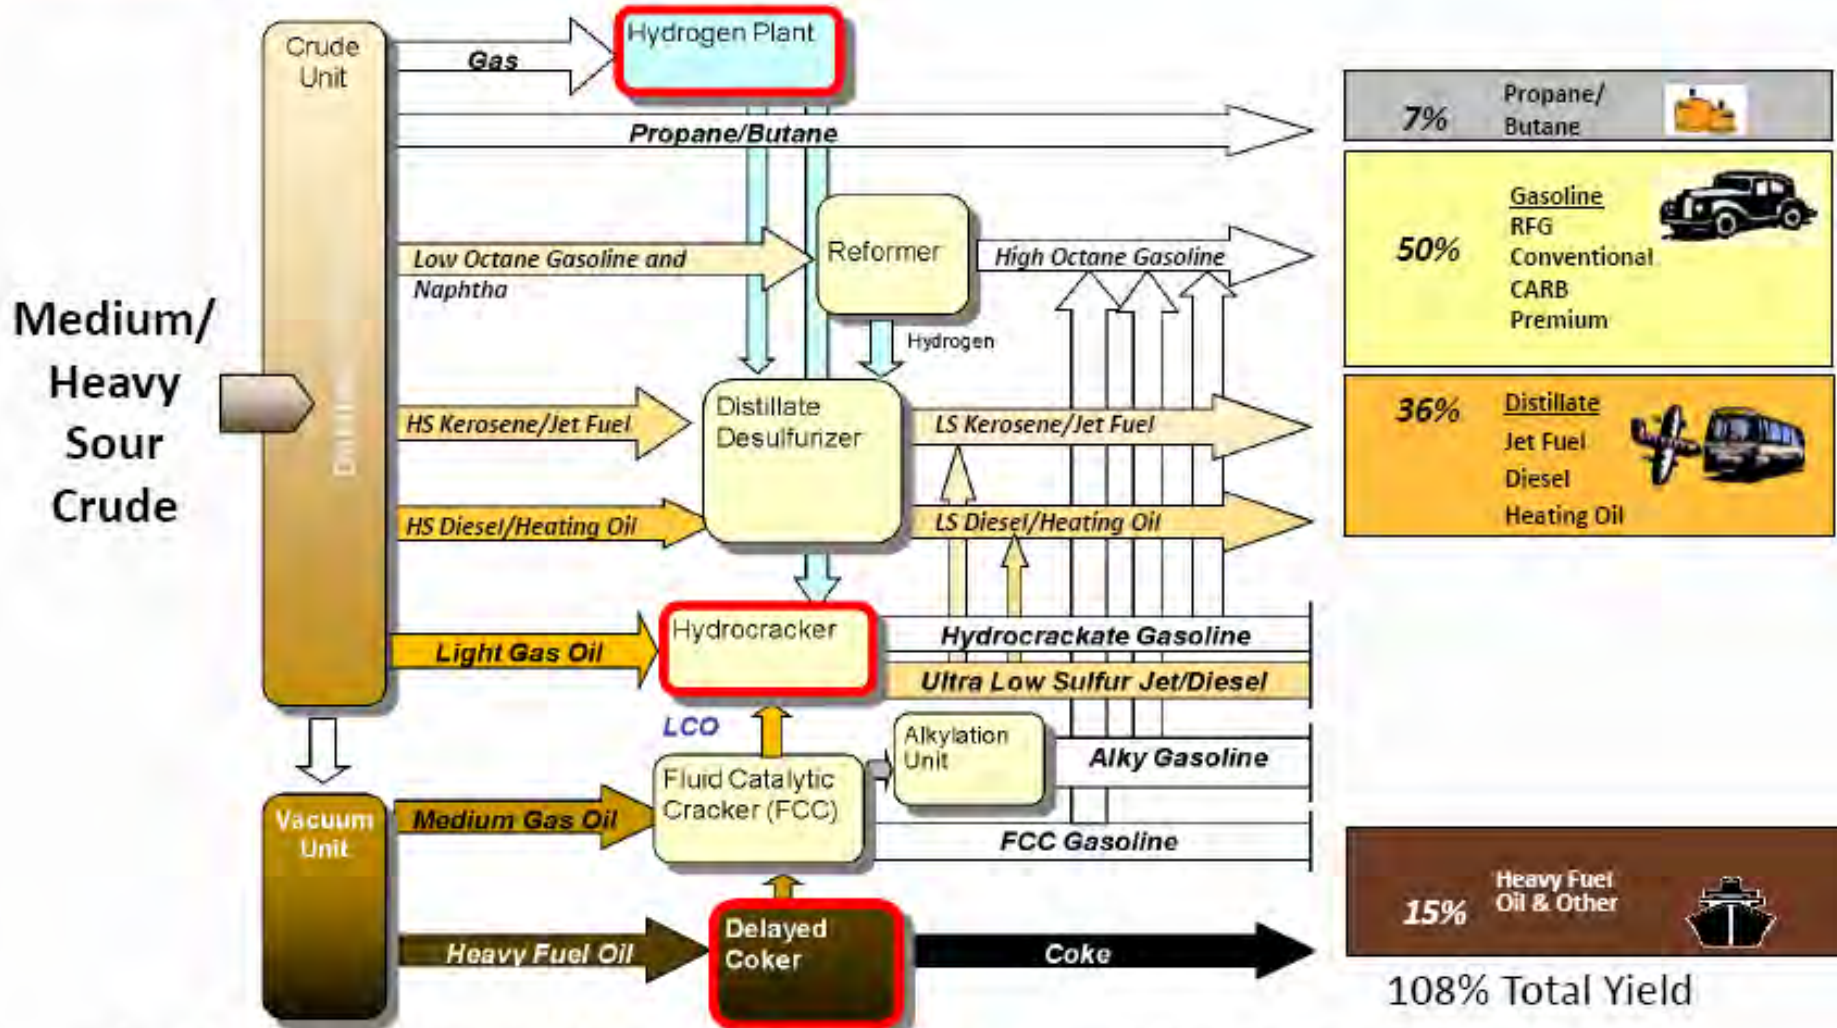 Medium/
Heavy
Sour
Crude
Crude
Unit
Gas
Hydrogen Plant
Propane/Butane
Low Octane Gasoline and
Naphtha
Reformer
High Octane Gasoline
Hydrogen
HS Kerosene/Jet Fuel
Distillate
Desulfurizer
LS Kerosene/Jet Fuel
HS Diesel/Heating Oil
LS Diesel/Heating Oil
Light Gas Oil
Hydrocracker
Hydrocrackate Gasoline
Ultra Low Sulfur Jet/Diesel
LCO
Vacuum
Unit
Medium Gas Oil
Fluid Catalytic
Cracker (FCC)
Alkylation
Unit
Alky Gasoline
FCC Gasoline
Heavy Fuel Oil
Delayed
Coker
Coke
7%
Propane/
Butane
50%
Gasoline
RFG
Conventional
CARB
Premium
36%
Distillate
Jet Fuel
Diesel
Heating Oil
15%
Heavy Fuel
Oil & Other
108% Total Yield